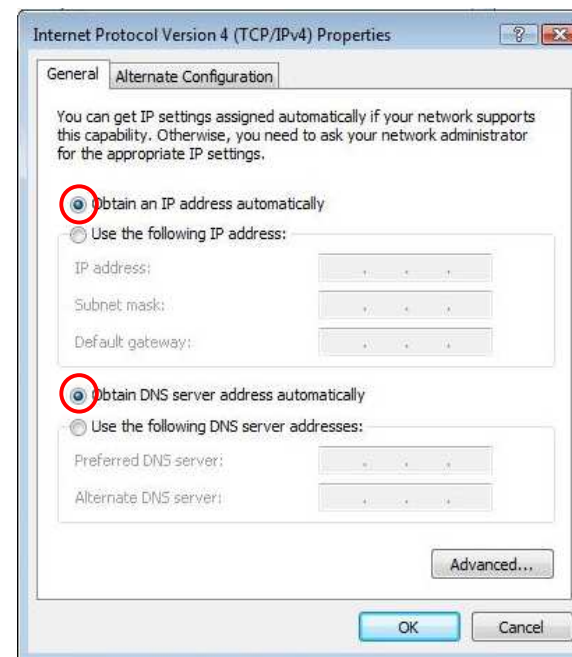 Internet Protocol Version 4 (TCP/IPv4) Properties
General
Alternate Configuration
You can get IP settings assigned automatically if your network supports
this capability. Otherwise, you need to ask your network administrator
for the appropriate IP settings.
Obtain an IP address automatically
Use the following IP address:
IP address:
Subnet mask:
Default gateway:
Obtain DNS server address automatically
Use the following DNS server addresses:
Preferred DNS server:
Alternate DNS server:
Advanced...
OK
Cancel